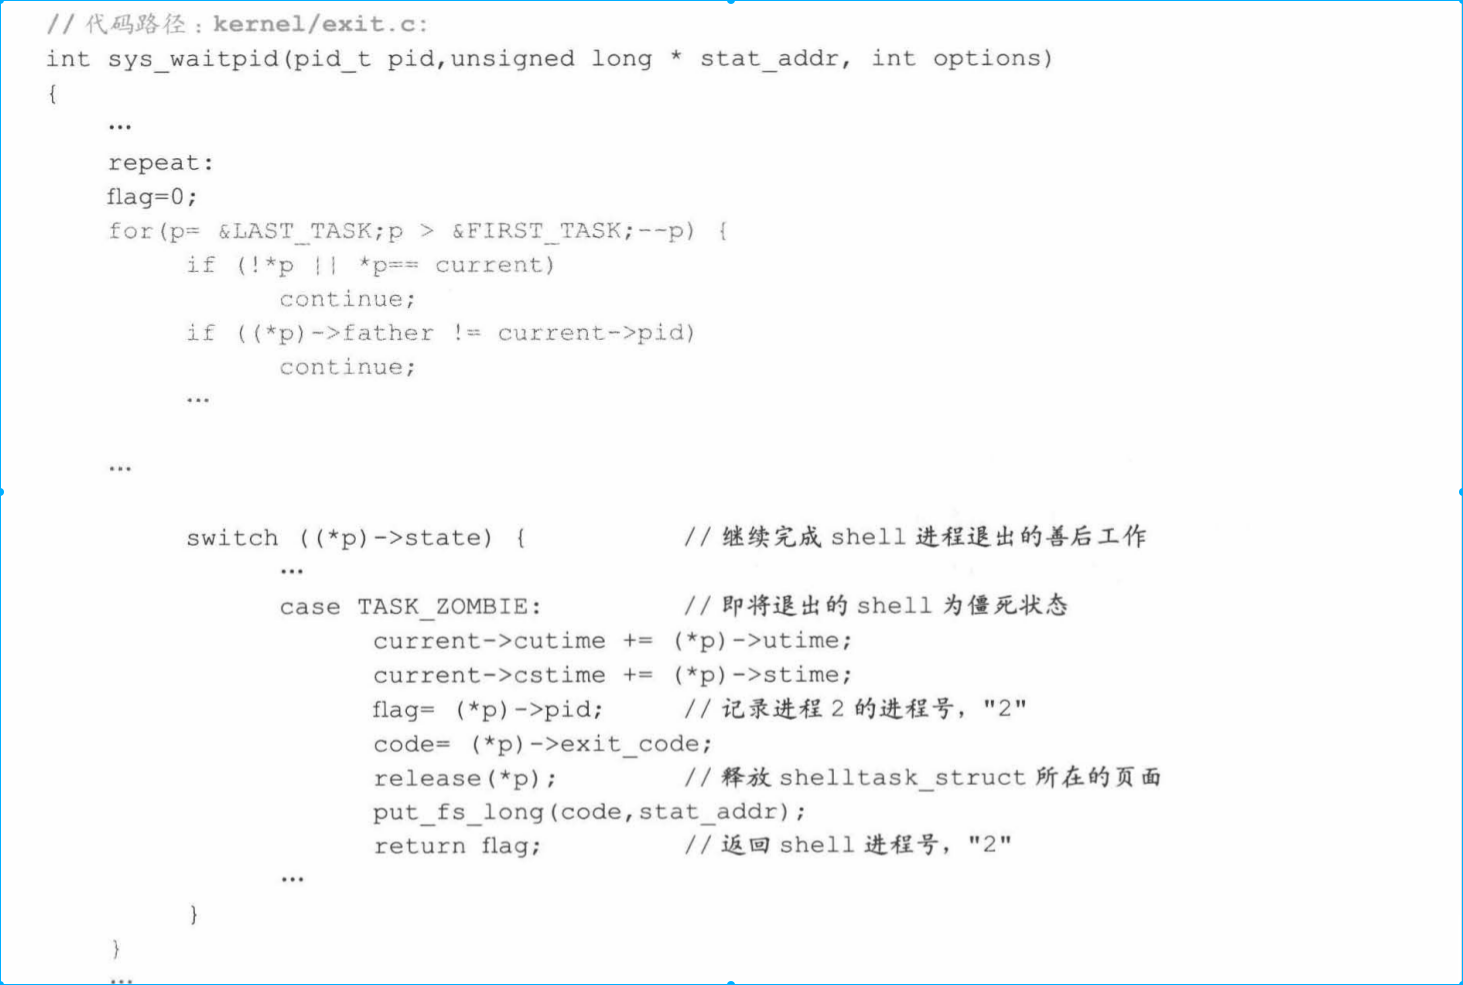 // 代码路径：kernel/exit.c:
int sys_waitpid(pid_t pid,unsigned long * stat_addr, int options)
{
…
repeat:
flag=0;
for(p= &LAST_TASK;p > &FIRST_TASK;--p) {
if (!*p || *p== current)
continue;
if ((*p)->father != current->pid)
continue;
…
…
switch ((*p)->state) { // 继续完成 shell 进程退出的善后工作
…
case TASK_ZOMBIE: // 即将退出的 shell 为僵死状态
current->cutime += (*p)->utime;
current->cstime += (*p)->stime;
flag= (*p)->pid; // 记录进程 2 的进程号，"2"
code= (*p)->exit_code;
release(*p); // 释放 shelltask_struct 所在的页面
put_fs_long(code,stat_addr);
return flag; // 返回 shell 进程号，"2"
…
}
}
…